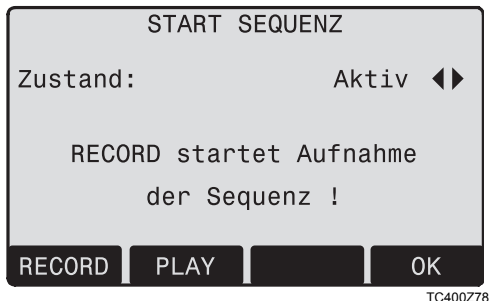 START SEQUENZ
Zustand: Aktiv
RECORD startet Aufnahme
der Sequenz !
RECORD PLAY OK
TC400Z78